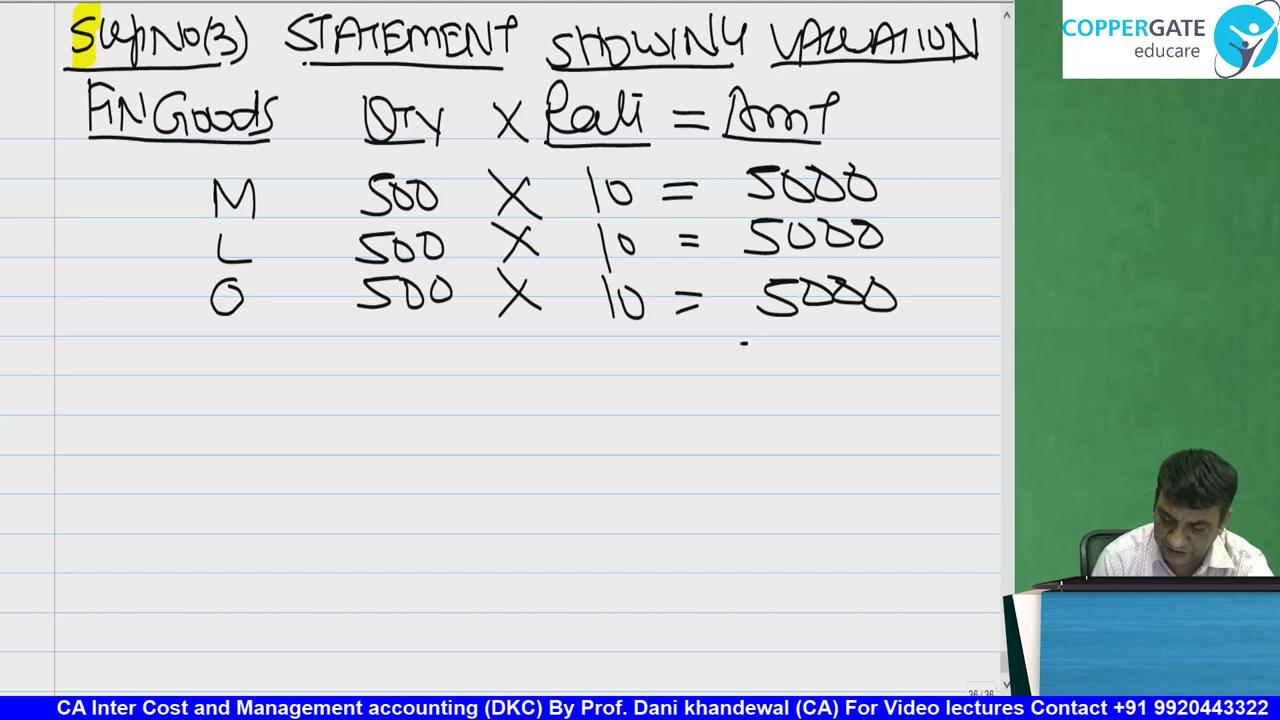 Step No (3) STATEMENT SHOWING VALUATION
FIN Goods Qty X Rate = Amt
M 500 X 10 = 5000
L 500 X 10 = 5000
O 500 X 10 = 5000
COPPERGATE
educare
36/36
CA Inter Cost and Management accounting (DKC) By Prof. Dani khandewal (CA) For Video lectures Contact +91 9920443322